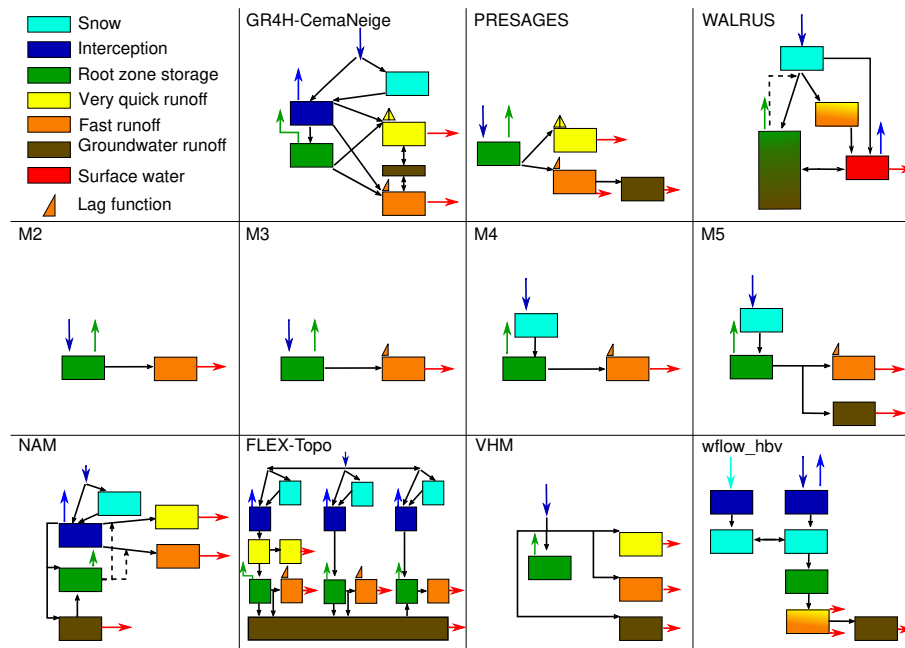 Snow
Interception
Root zone storage
Very quick runoff
Fast runoff
Groundwater runoff
Surface water
Lag function
GR4H-CemaNeige
PRESAGES
WALRUS
M2
M3
M4
M5
NAM
FLEX-Topo
VHM
wflow_hbv